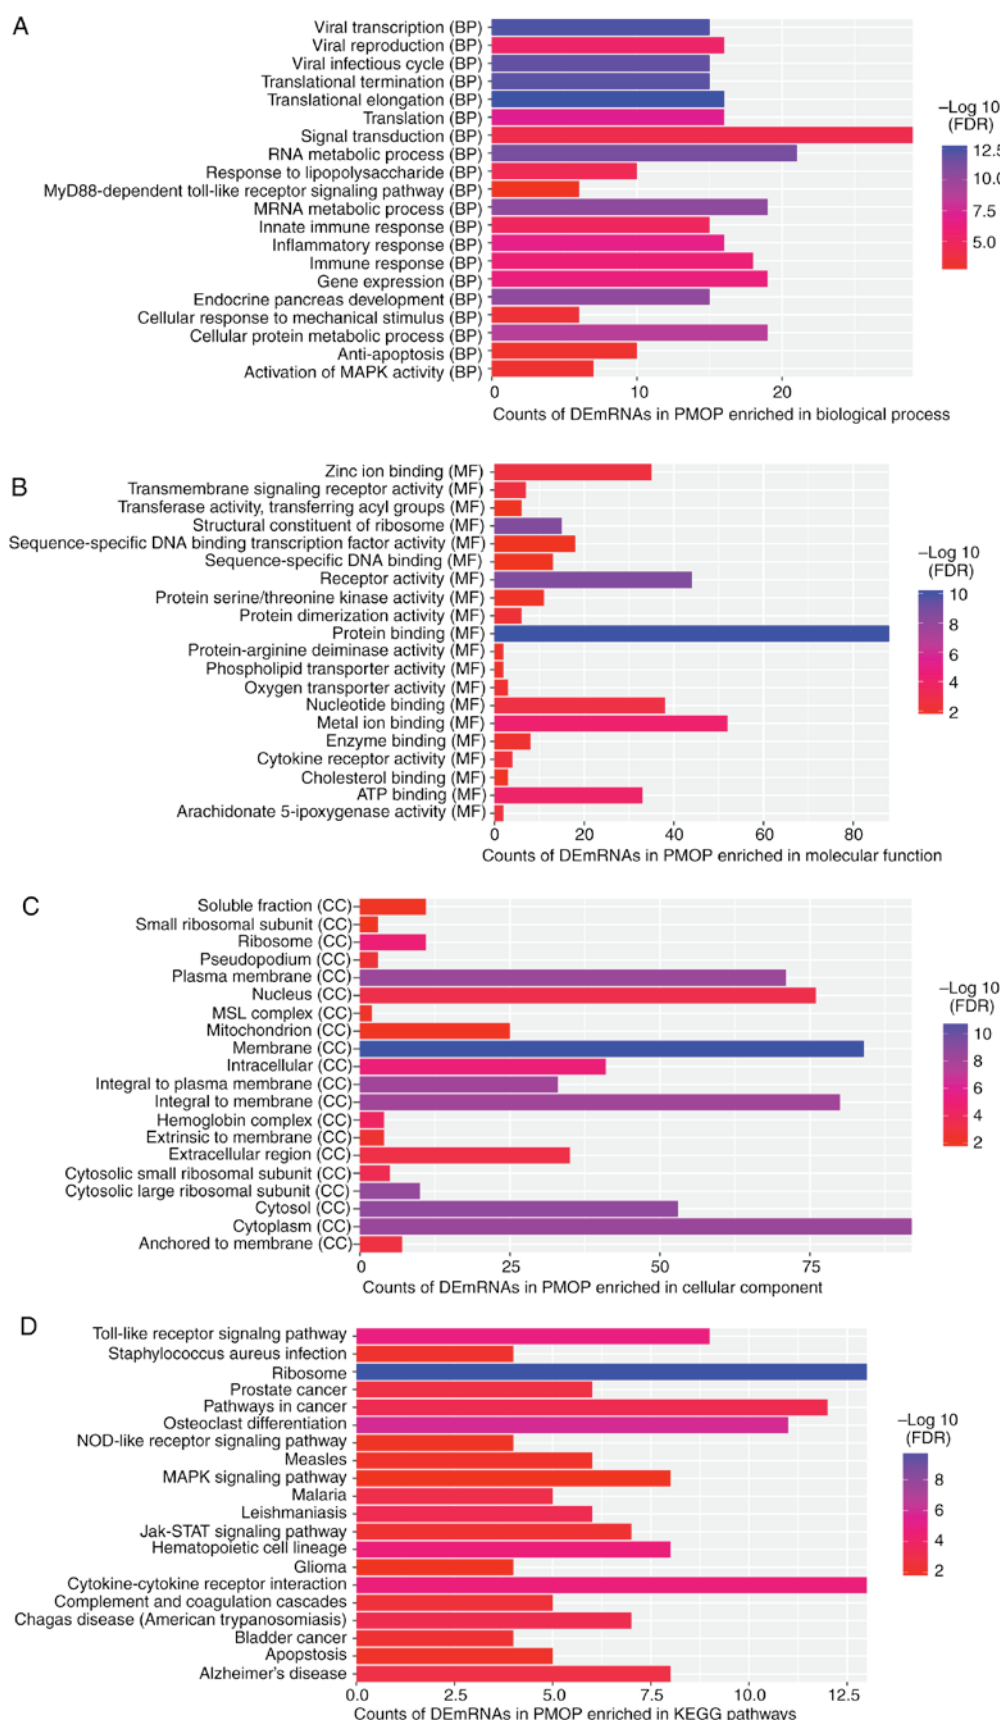 A
Viral transcription (BP)
Viral reproduction (BP)
Viral infectious cycle (BP)
Translational termination (BP)
Translational elongation (BP)
Translation (BP)
Signal transduction (BP)
RNA metabolic process (BP)
Response to lipopolysaccharide (BP)
MyD88-dependent toll-like receptor signaling pathway (BP)
MRNA metabolic process (BP)
Innate immune response (BP)
Inflammatory response (BP)
Immune response (BP)
Gene expression (BP)
Endocrine pancreas development (BP)
Cellular response to mechanical stimulus (BP)
Cellular protein metabolic process (BP)
Anti-apoptosis (BP)
Activation of MAPK activity (BP)
0 10 20
Counts of DEmRNAs in PMOP enriched in biological process
–Log 10
(FDR)
12.5
10.0
7.5
5.0
B
Zinc ion binding (MF)
Transmembrane signaling receptor activity (MF)
Transferase activity, transferring acyl groups (MF)
Structural constituent of ribosome (MF)
Sequence-specific DNA binding transcription factor activity (MF)
Sequence-specific DNA binding (MF)
Receptor activity (MF)
Protein serine/threonine kinase activity (MF)
Protein dimerization activity (MF)
Protein binding (MF)
Protein-arginine deiminase activity (MF)
Phospholipid transporter activity (MF)
Oxygen transporter activity (MF)
Nucleotide binding (MF)
Metal ion binding (MF)
Enzyme binding (MF)
Cytokine receptor activity (MF)
Cholesterol binding (MF)
ATP binding (MF)
Arachidonate 5-ipoxygenase activity (MF)
0 20 40 60 80
Counts of DEmRNAs in PMOP enriched in molecular function
–Log 10
(FDR)
10
8
6
4
2
C
Soluble fraction (CC)
Small ribosomal subunit (CC)
Ribosome (CC)
Pseudopodium (CC)
Plasma membrane (CC)
Nucleus (CC)
MSL complex (CC)
Mitochondrion (CC)
Membrane (CC)
Intracellular (CC)
Integral to plasma membrane (CC)
Integral to membrane (CC)
Hemoglobin complex (CC)
Extrinsic to membrane (CC)
Extracellular region (CC)
Cytosolic small ribosomal subunit (CC)
Cytosolic large ribosomal subunit (CC)
Cytosol (CC)
Cytoplasm (CC)
Anchored to membrane (CC)
0 25 50 75
Counts of DEmRNAs in PMOP enriched in cellular component
–Log 10
(FDR)
10
8
6
4
2
D
Toll-like receptor signalng pathway
Staphylococcus aureus infection
Ribosome
Prostate cancer
Pathways in cancer
Osteoclast differentiation
NOD-like receptor signaling pathway
Measles
MAPK signaling pathway
Malaria
Leishmaniasis
Jak-STAT signaling pathway
Hematopoietic cell lineage
Glioma
Cytokine-cytokine receptor interaction
Complement and coagulation cascades
Chagas disease (American trypanosomiasis)
Bladder cancer
Apopstosis
Alzheimer's disease
0.0 2.5 5.0 7.5 10.0 12.5
Counts of DEmRNAs in PMOP enriched in KEGG pathways
–Log 10
(FDR)
8
6
4
2